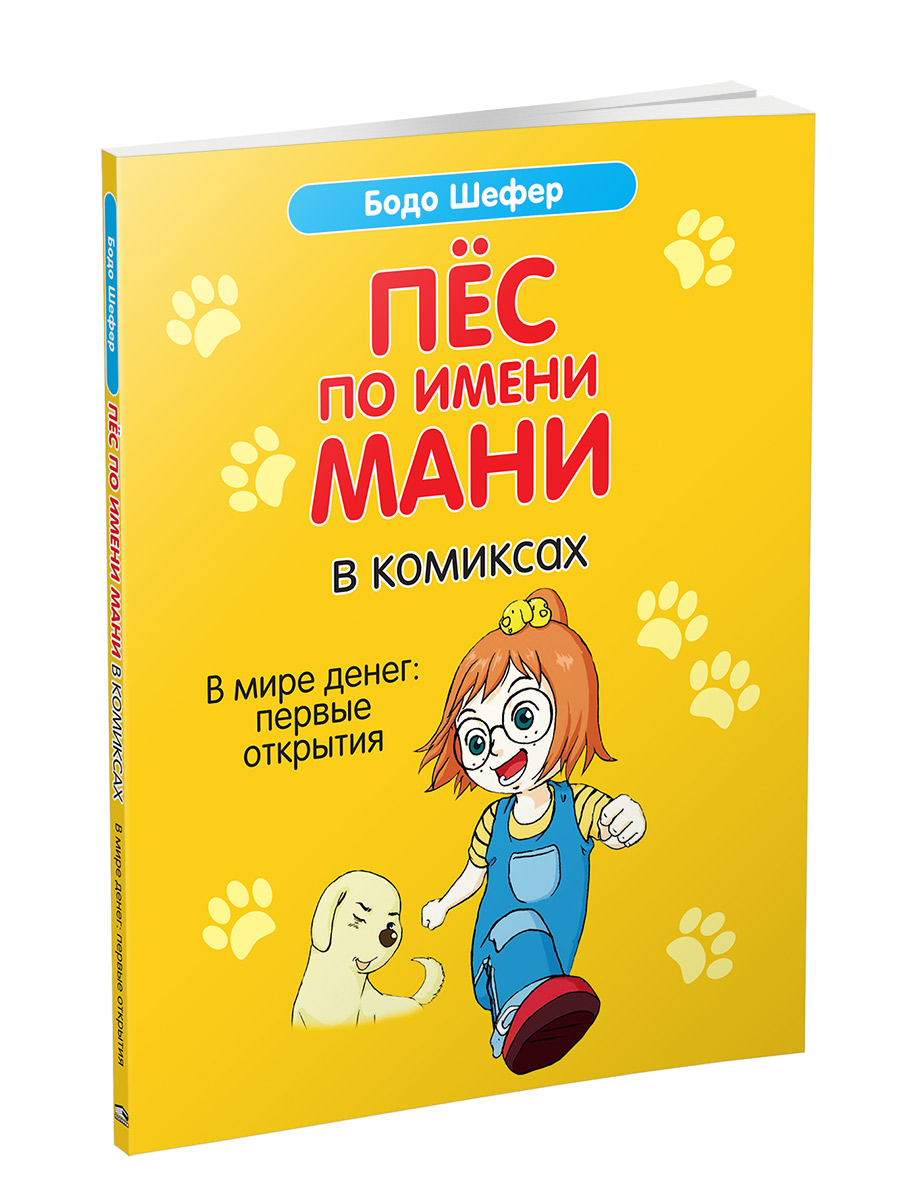 Бодо Шефер
ПЁС
ПО ИМЕНИ
МАНИ
в комиксах
В мире денег:
первые
открытия
Бодо Шефер ПЁС ПО ИМЕНИ МАНИ В КОМИКСАХ В мире денег: первые открытия